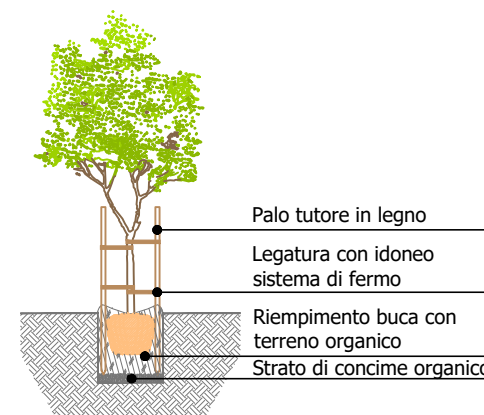 Palo tutore in legno
Legatura con idoneo
sistema di fermo
Riempimento buca con
terreno organico
Strato di concime organico